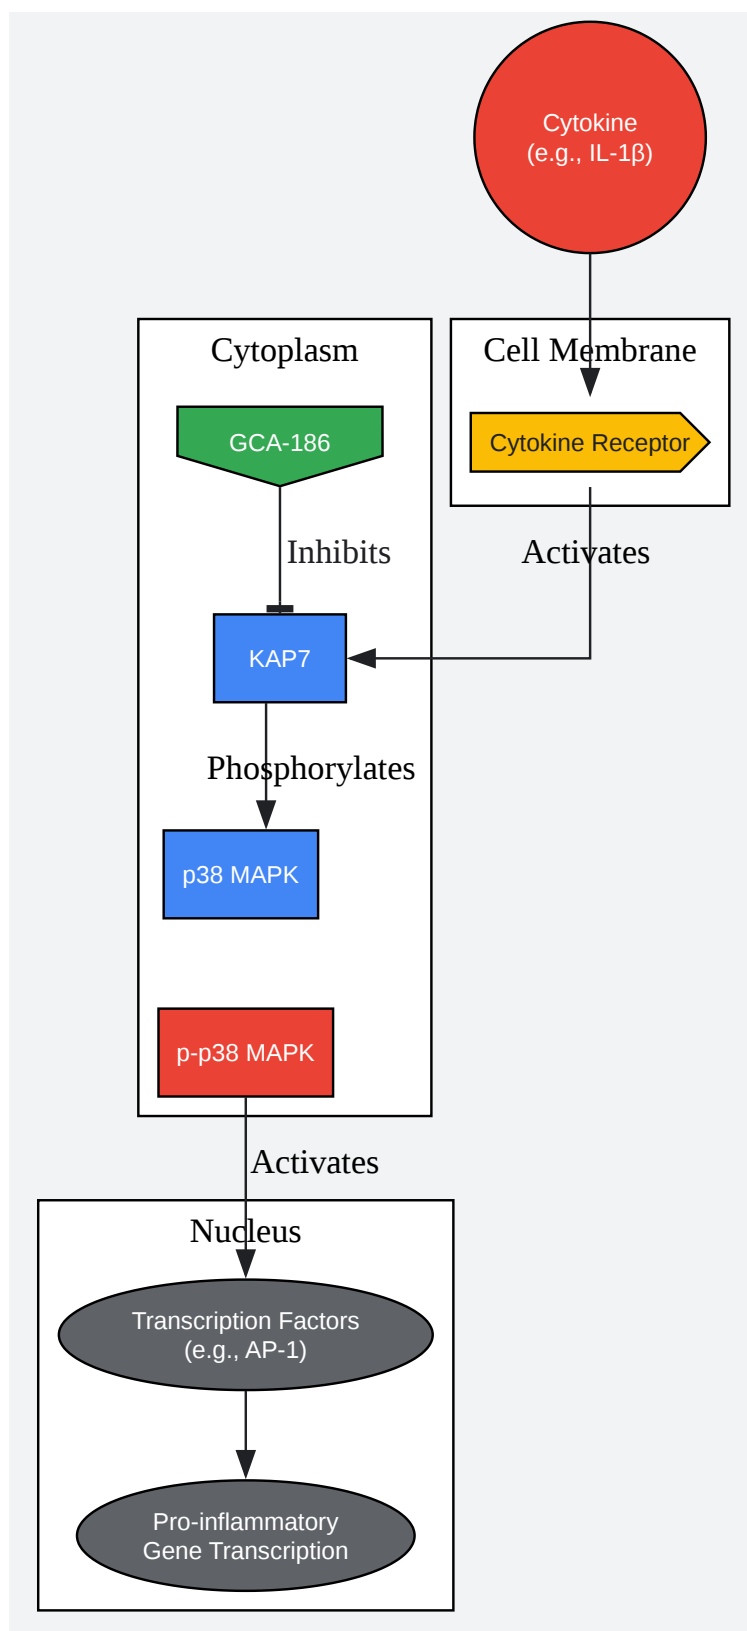 Cytokine
(e.g., IL-1β)
Cytoplasm
Cell Membrane
GCA-186
Cytokine Receptor
Inhibits
Activates
KAP7
Phosphorylates
p38 MAPK
p-p38 MAPK
Activates
Nucleus
Transcription Factors
(e.g., AP-1)
Pro-inflammatory
Gene Transcription